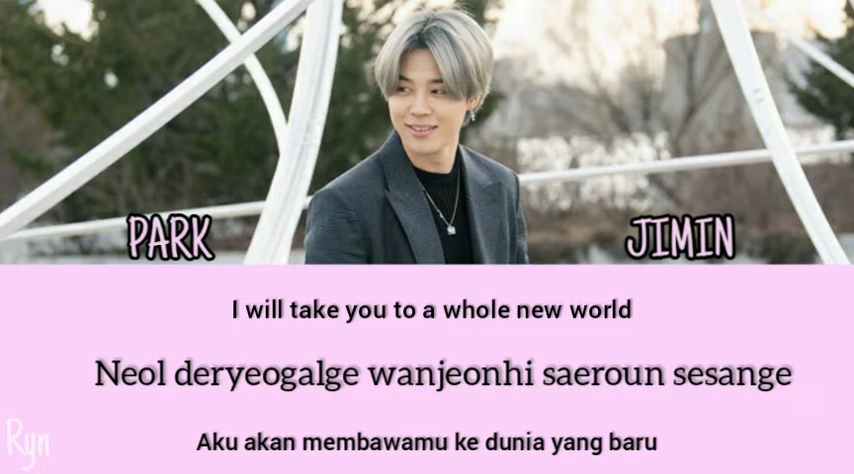 PARK JIMIN
I will take you to a whole new world
Neol deryeogalge wanjeonhi saeroun sesange
Aku akan membawamu ke dunia yang baru
Ryn